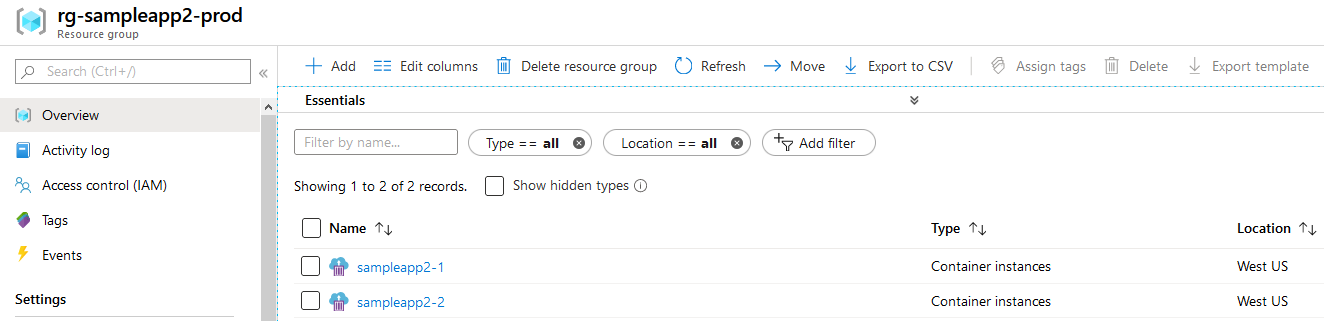 rg-sampleapp2-prod
Resource group
Search (Ctrl+/)
«
Add Edit columns Delete resource group Refresh Move Export to CSV Assign tags Delete Export template
Overview
Activity log
Access control (IAM)
Tags
Events
Settings
Essentials
Filter by name... Type == all Location == all Add filter
Showing 1 to 2 of 2 records. Show hidden types
Name Type Location
sampleapp2-1 Container instances West US
sampleapp2-2 Container instances West US